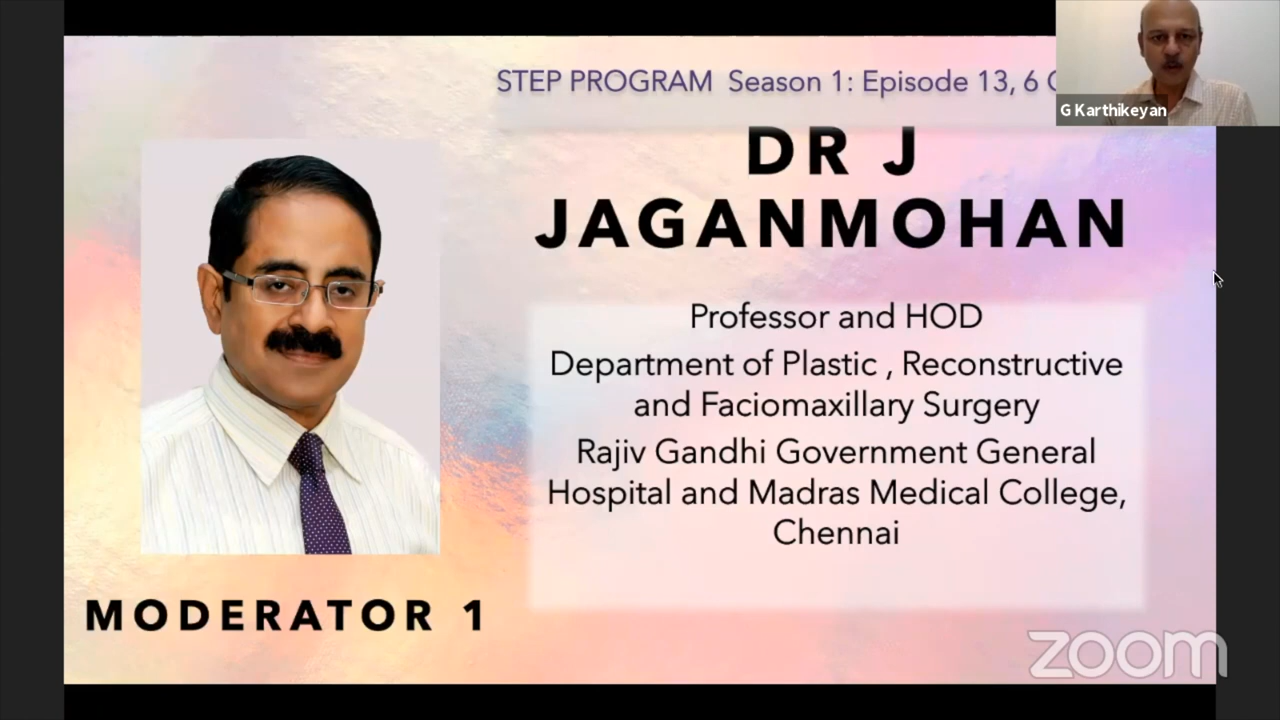 STEP PROGRAM Season 1: Episode 13, 6
G Karthikeyan
DR J
JAGANMOHAN
Professor and HOD
Department of Plastic , Reconstructive
and Faciomaxillary Surgery
Rajiv Gandhi Government General
Hospital and Madras Medical College,
Chennai
MODERATOR 1
zoom